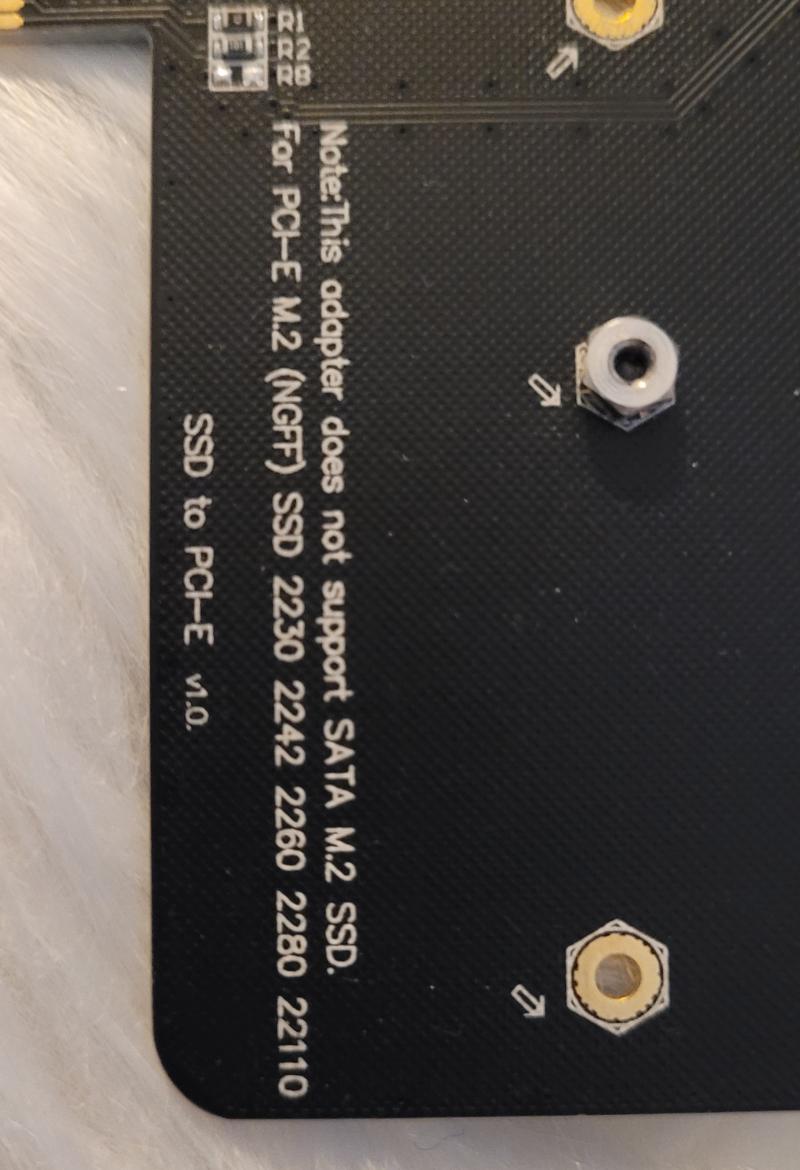 R1
R2
R8
Note:This adapter does not support SATA M.2 SSD.
For PCI-E M.2 (NGFF) SSD 2230 2242 2260 2280 22110
SSD to PCI-E v1.0.